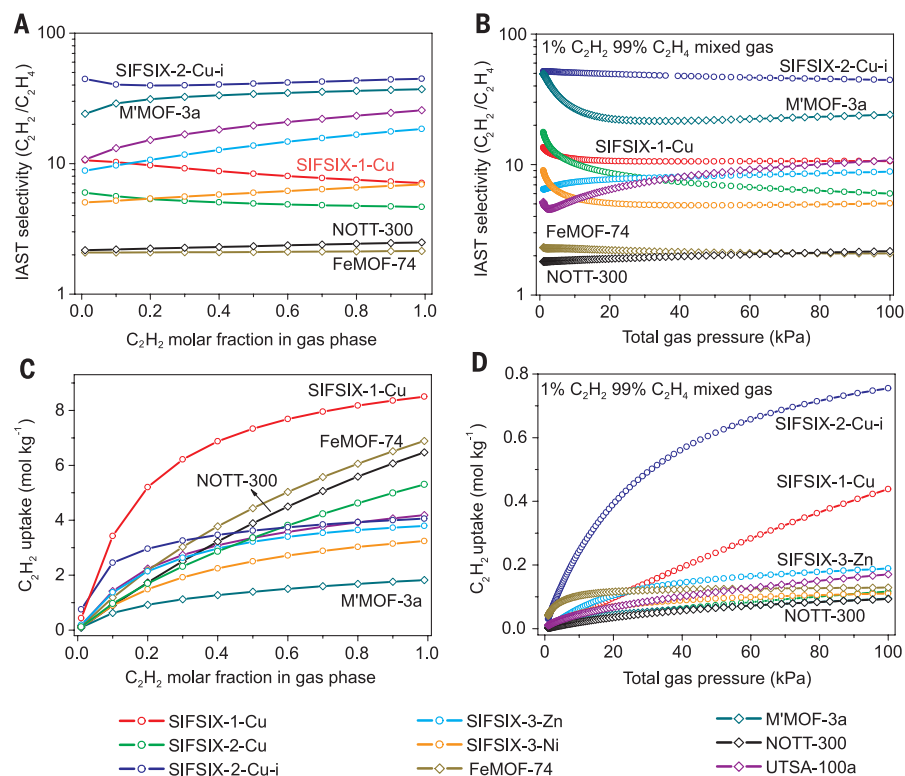 A
IAST selectivity (C₂H₂/C₂H₄)
100
10
1
SIFSIX-2-Cu-i
M'MOF-3a
SIFSIX-1-Cu
NOTT-300
FeMOF-74
0.0 0.2 0.4 0.6 0.8 1.0
C₂H₂ molar fraction in gas phase
B
IAST selectivity (C₂H₂/C₂H₄)
100
10
1
1% C₂H₂ 99% C₂H₄ mixed gas
SIFSIX-2-Cu-i
M'MOF-3a
SIFSIX-1-Cu
FeMOF-74
NOTT-300
0 20 40 60 80 100
Total gas pressure (kPa)
C
C₂H₂ uptake (mol kg⁻¹)
8
6
4
2
0
SIFSIX-1-Cu
FeMOF-74
NOTT-300
M'MOF-3a
0.0 0.2 0.4 0.6 0.8 1.0
C₂H₂ molar fraction in gas phase
D
C₂H₂ uptake (mol kg⁻¹)
0.8
0.6
0.4
0.2
0.0
1% C₂H₂ 99% C₂H₄ mixed gas
SIFSIX-2-Cu-i
SIFSIX-1-Cu
SIFSIX-3-Zn
NOTT-300
0 20 40 60 80 100
Total gas pressure (kPa)
SIFSIX-1-Cu
SIFSIX-2-Cu
SIFSIX-2-Cu-i
SIFSIX-3-Zn
SIFSIX-3-Ni
FeMOF-74
M'MOF-3a
NOTT-300
UTSA-100a